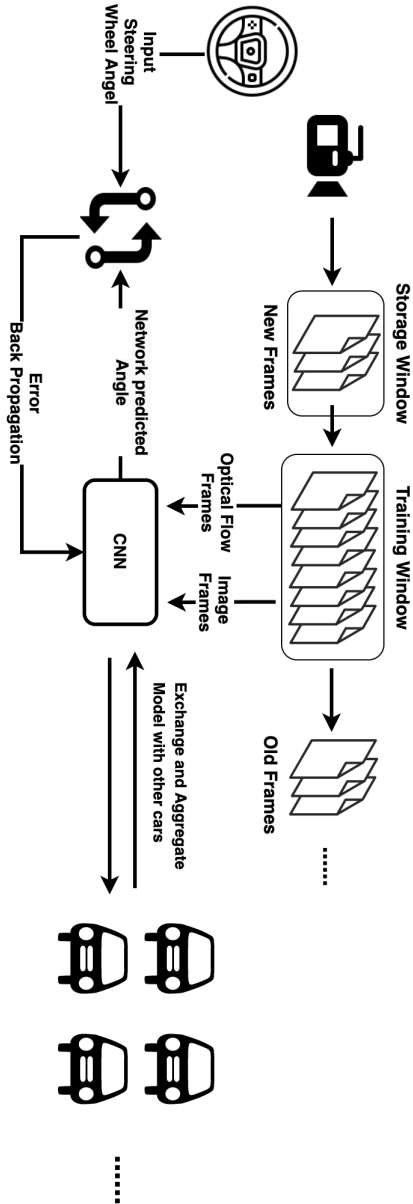 Storage Window
New Frames
Training Window
Old Frames
......
Optical Flow
Frames
Image
Frames
Input
Steering
Wheel Angel
Network predicted
Angle
CNN
Error
Back Propagation
Exchange and Aggregate
Model with other cars
......